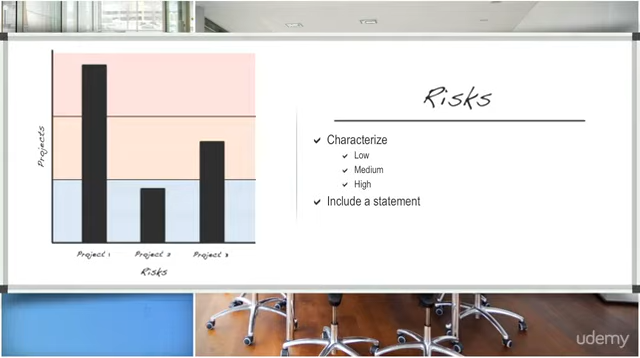 Risks
Characterize
Low
Medium
High
Include a statement
Projects
Project 1
Project 2
Project 3
Risks
udemy